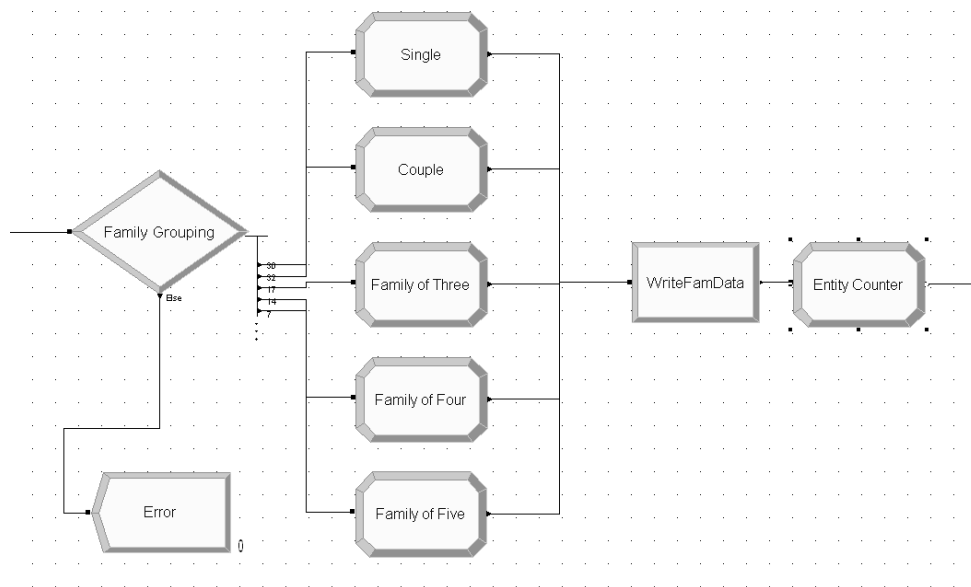 Single
Couple
Family Grouping
30
32
17
14
7
Else
Family of Three
WriteFamData
Entity Counter
Family of Four
Family of Five
Error
0